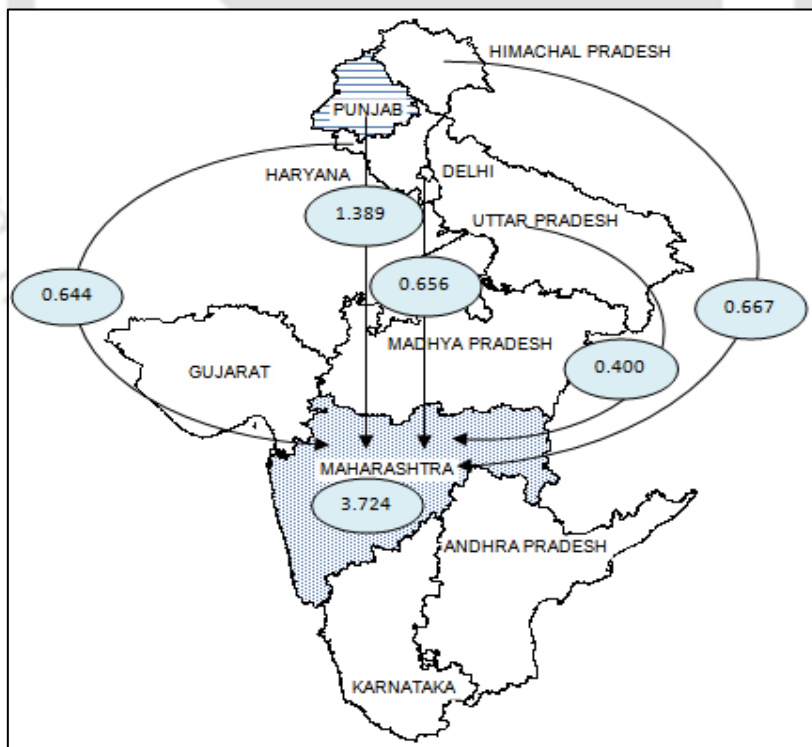 HIMACHAL PRADESH
PUNJAB
HARYANA
DELHI
1.389
UTTAR PRADESH
0.644
0.656
0.667
MADHYA PRADESH
GUJARAT
0.400
MAHARASHTRA
3.724
ANDHRA PRADESH
KARNATAKA